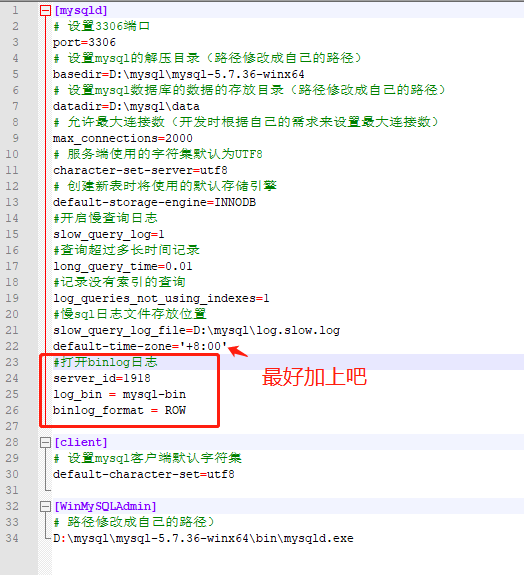 1 [mysqld]
2 # 设置3306端口
3 port=3306
4 # 设置mysql的解压目录（路径修改成自己的路径）
5 basedir=D:\mysql\mysql-5.7.36-winx64
6 # 设置mysql数据库的数据的存放目录（路径修改成自己的路径）
7 datadir=D:\mysql\data
8 # 允许最大连接数（开发时根据自己的需求来设置最大连接数）
9 max_connections=2000
10 # 服务端使用的字符集默认为UTF8
11 character-set-server=utf8
12 # 创建新表时将使用的默认存储引擎
13 default-storage-engine=INNODB
14 #开启慢查询日志
15 slow_query_log=1
16 #查询超过多长时间记录
17 long_query_time=0.01
18 #记录没有索引的查询
19 log_queries_not_using_indexes=1
20 #慢sql日志文件存放位置
21 slow_query_log_file=D:\mysql\log.slow.log
22 default-time-zone='+8:00'
23 #打开binlog日志
24 server_id=1918
最好加上吧
25 log_bin = mysql-bin
26 binlog_format = ROW
27
28 [client]
29 # 设置mysql客户端默认字符集
30 default-character-set=utf8
31
32 [WinMySQLAdmin]
33 # 路径修改成自己的路径）
34 D:\mysql\mysql-5.7.36-winx64\bin\mysqld.exe